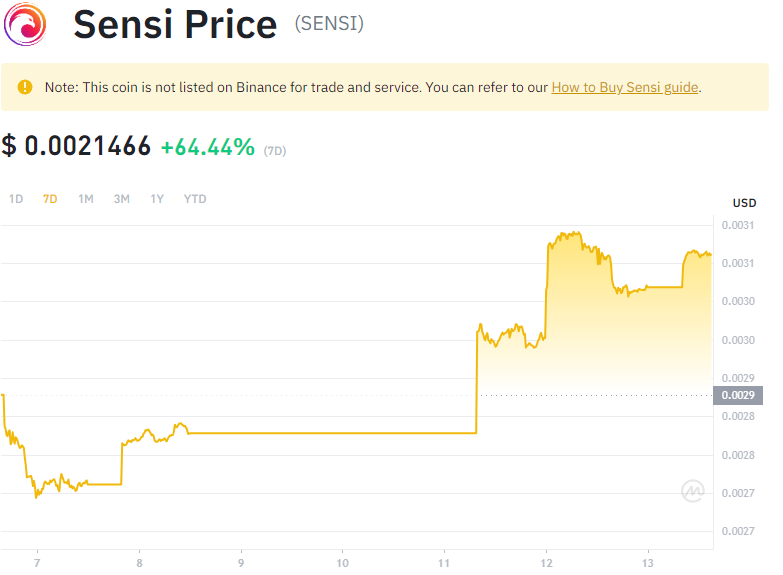 Sensi Price (SENSI)
Note: This coin is not listed on Binance for trade and service. You can refer to our How to Buy Sensi guide.
$ 0.0021466 +64.44% (7D)
1D 7D 1M 3M 1Y YTD
USD
0.0031
0.0031
0.0030
0.0030
0.0029
0.0029
0.0028
0.0028
0.0027
0.0027
7 8 9 10 11 12 13